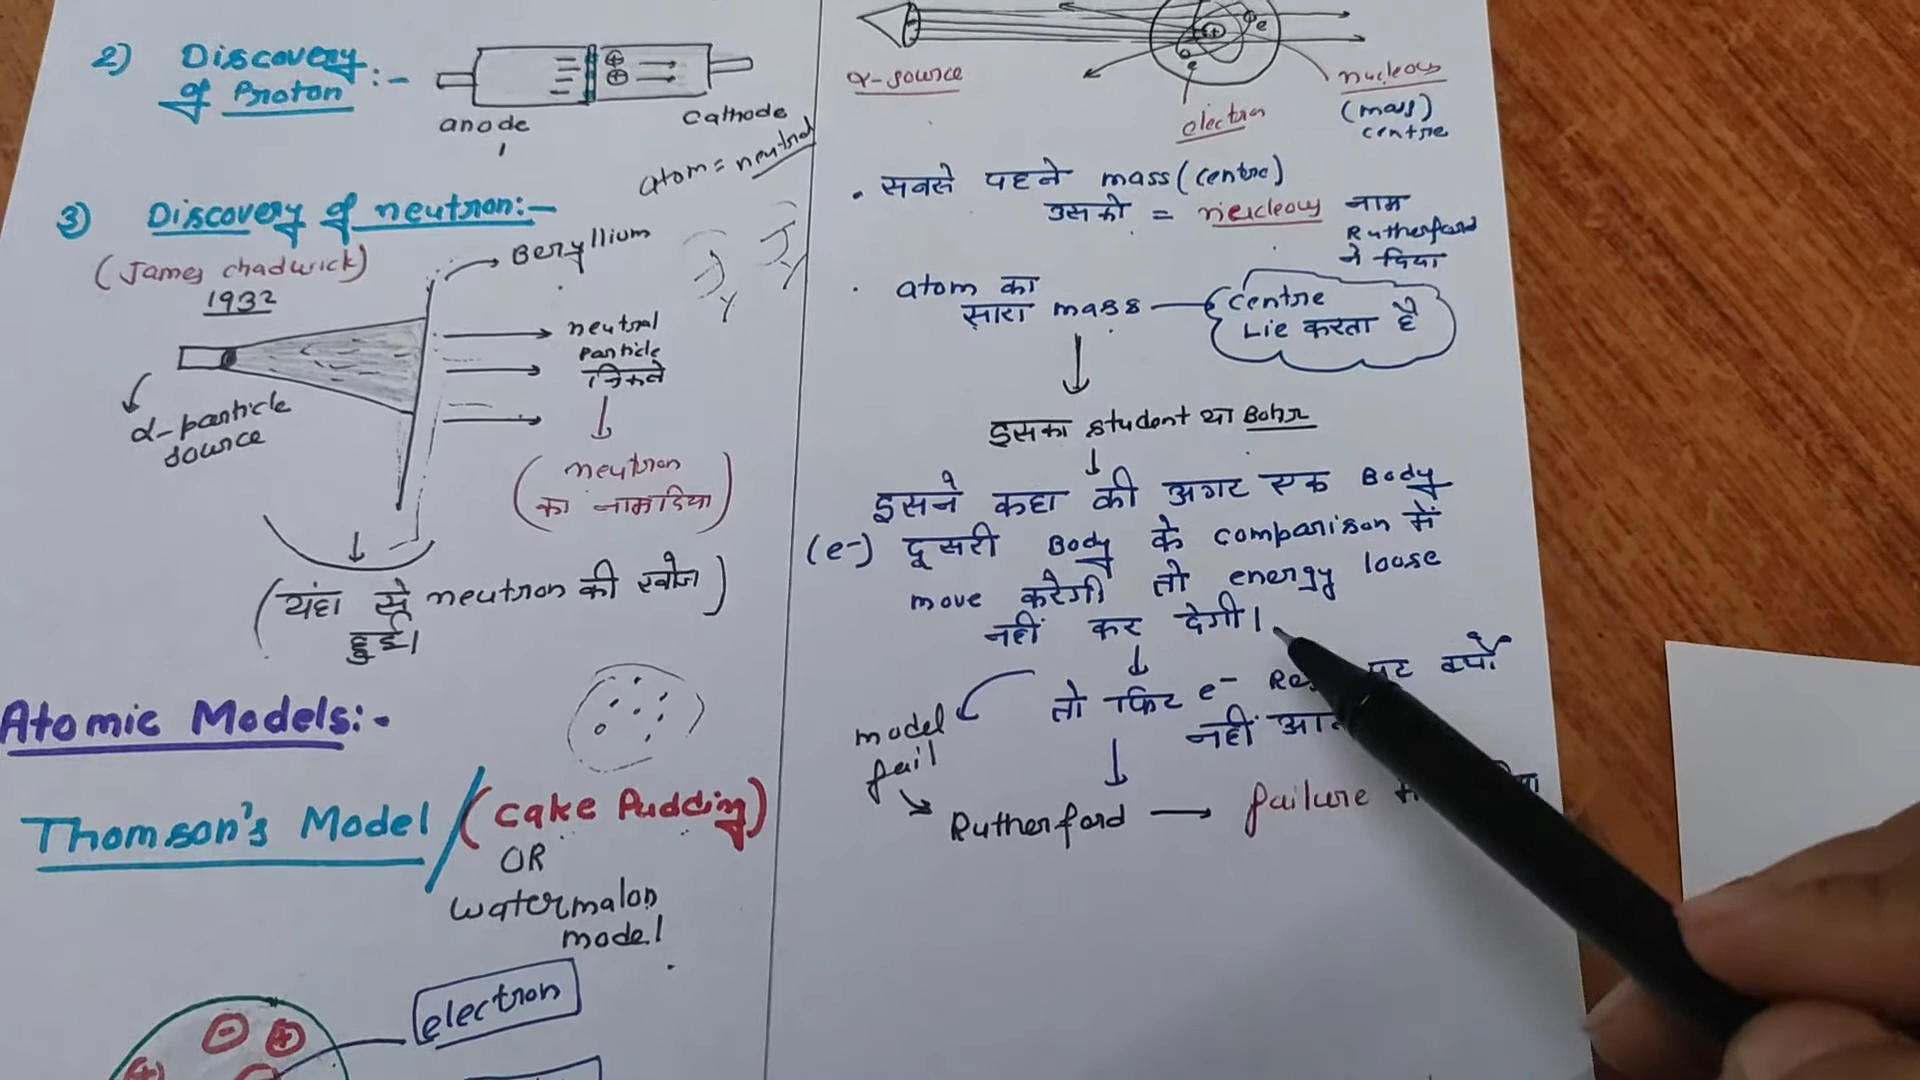 2) Discovery
of Proton :-
anode
Cathode
atom = neutral
3) Discovery of neutron:-
(James chadwick)
1932
Beryllium
neutral
particle
निकले
α-particle
source
(neutron
का नाम दिया)
(यंहा से neutron की खोज
हुई।)
Atomic Models:-
Thomson's Model / (Cake Pudding)
OR
watermalon
model
electron
α-source
e
e
electron
nucleous
(mass)
centre
. सबसे पहने mass (centre)
उसको = nucleous नाम
Rutherford
ने दिया
. atom का
सारा mass
centre
Lie करता है
इसका student था Bohr
इसने कहा की अगर एक Body
(e-) दूसरी Body के comparison में
move करेगी तो energy loose
नहीं कर देगी।
तो फिर e- पर क्यों
नहीं
model
fail
Rutherford → failure